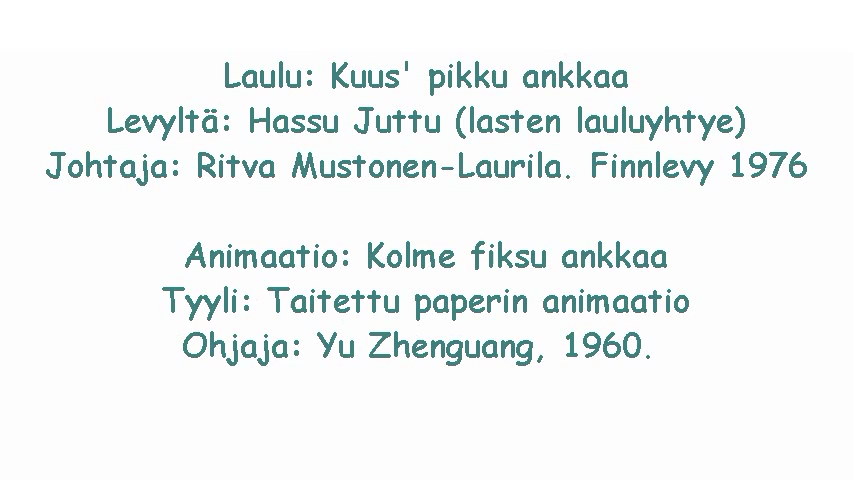 Laulu: Kuus' pikku ankkaa
Levyltä: Hassu Juttu (lasten lauluyhtye)
Johtaja: Ritva Mustonen-Laurila. Finnlevy 1976
Animaatio: Kolme fiksu ankkaa
Tyyli: Taitettu paperin animaatio
Ohjaja: Yu Zhenguang, 1960.